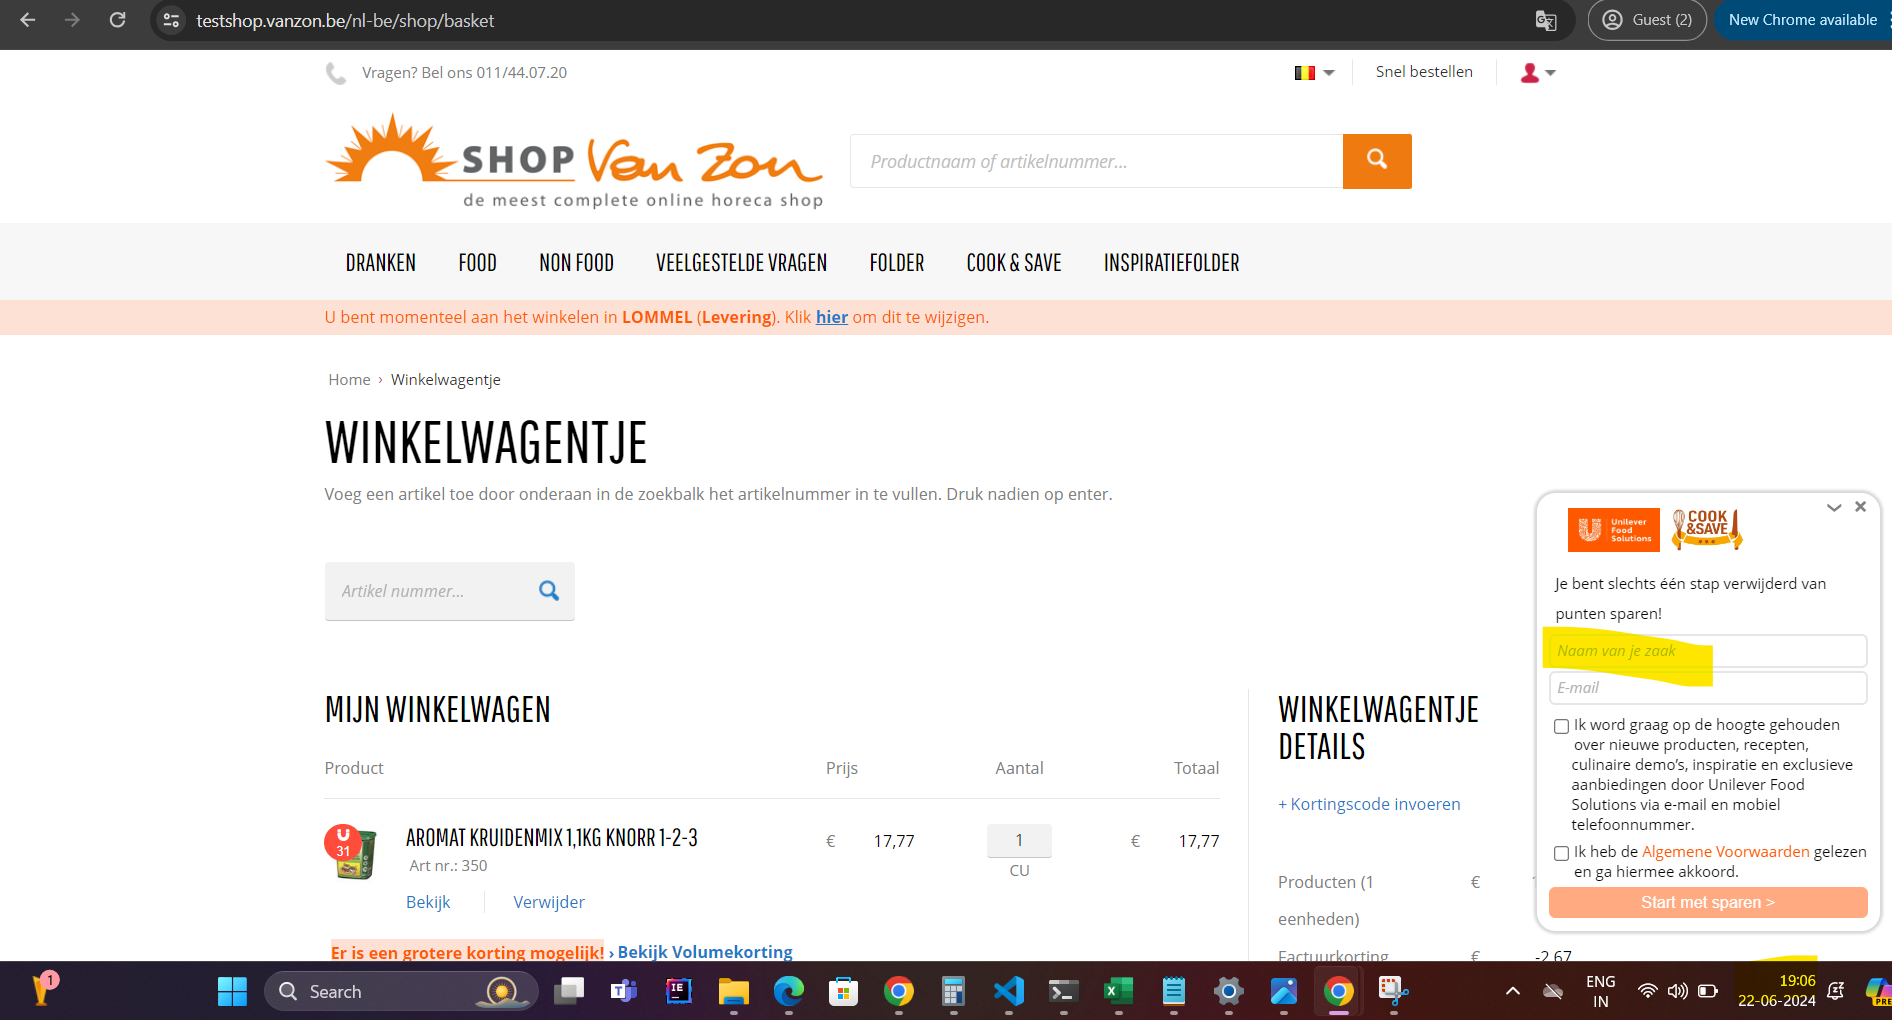 testshop.vanzon.be/nl-be/shop/basket
Guest (2)
New Chrome available
Vragen? Bel ons 011/44.07.20
Snel bestellen
SHOP Van Zon
de meest complete online horeca shop
Productnaam of artikelnummer...
DRANKEN
FOOD
NON FOOD
VEELGESTELDE VRAGEN
FOLDER
COOK & SAVE
INSPIRATIEFOLDER
U bent momenteel aan het winkelen in LOMMEL (Levering). Klik hier om dit te wijzigen.
Home › Winkelwagentje
WINKELWAGENTJE
Voeg een artikel toe door onderaan in de zoekbalk het artikelnummer in te vullen. Druk nadien op enter.
Artikel nummer...
MIJN WINKELWAGEN
Product
Prijs
Aantal
Totaal
U
31
AROMAT KRUIDENMIX 1,1KG KNORR 1-2-3
€ 17,77
1
€ 17,77
Art nr.: 350
CU
Bekijk
Verwijder
Er is een grotere korting mogelijk! › Bekijk Volumekorting
WINKELWAGENTJE
DETAILS
+ Kortingscode invoeren
Producten (1
eenheden)
€
Factuurkorting
€ -2,67
Unilever
Food
Solutions
COOK
&SAVE
Je bent slechts één stap verwijderd van
punten sparen!
Naam van je zaak
E-mail
Ik word graag op de hoogte gehouden
over nieuwe producten, recepten,
culinaire demo’s, inspiratie en exclusieve
aanbiedingen door Unilever Food
Solutions via e-mail en mobiel
telefoonnummer.
Ik heb de Algemene Voorwaarden gelezen
en ga hiermee akkoord.
Start met sparen >
1
Search
ENG
IN
19:06
22-06-2024
PRE